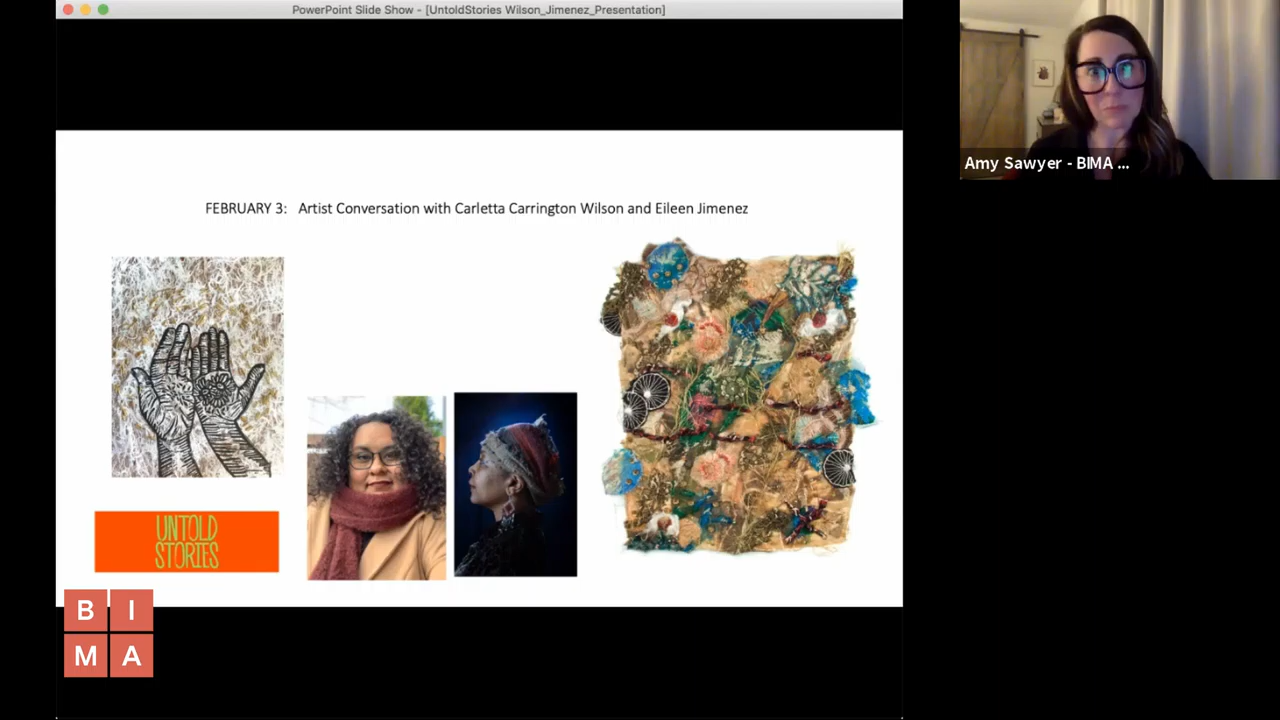 PowerPoint Slide Show - [UntoldStories Wilson_Jimenez_Presentation]
Amy Sawyer - BIMA ...
FEBRUARY 3: Artist Conversation with Carletta Carrington Wilson and Eileen Jimenez
UNTOLD
STORIES
B I
M A